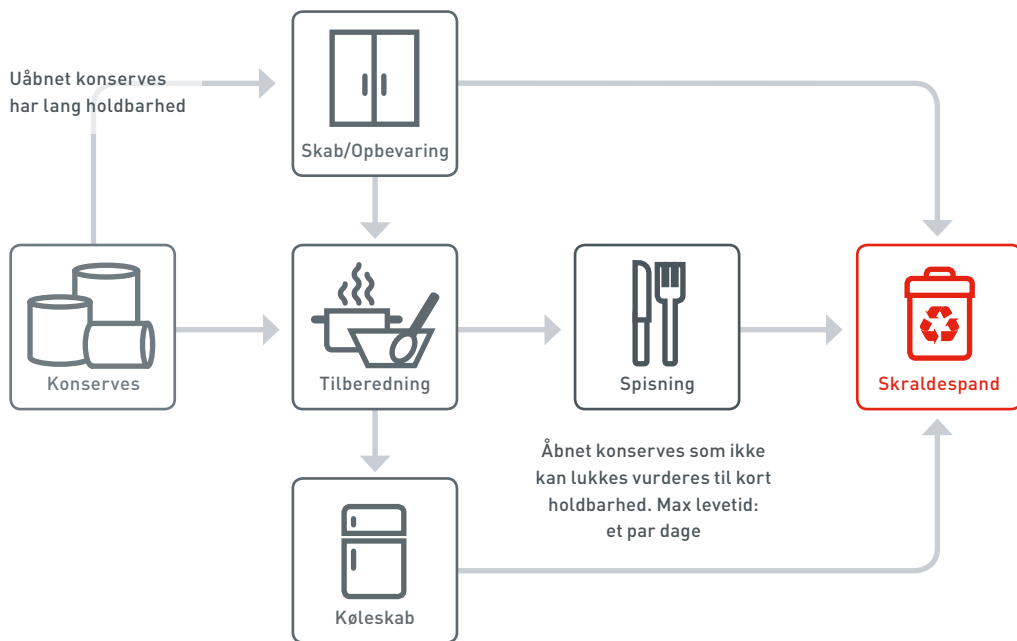 Uåbnet konserves
har lang holdbarhed
Skab/Opbevaring
Konserves
Tilberedning
Spisning
Skraldespand
Åbnet konserves som ikke
kan lukkes vurderes til kort
holdbarhed. Max levetid:
et par dage
Køleskab